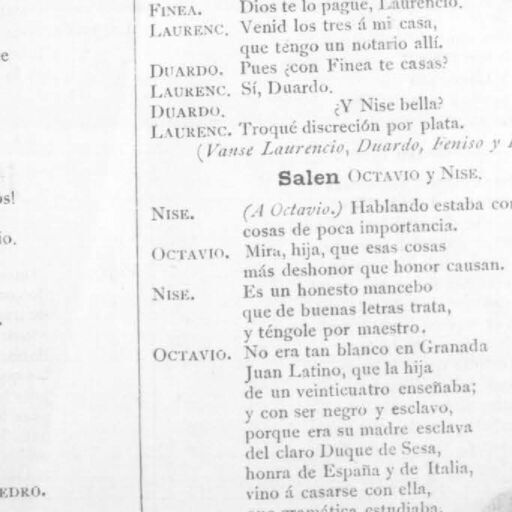 e
os!
io.
EDRO.
FINEA. Dios te lo pague, Laurencio.
LAURENC. Venid los tres á mi casa,
que tengo un notario allí.
DUARDO. Pues ¿con Finea te casas?
LAURENC. Sí, Duardo.
DUARDO. ¿Y Nise bella?
LAURENC. Troqué discreción por plata.
(Vanse Laurencio, Duardo, Feniso y
Salen OCTAVIO y NISE.
NISE. (A Octavio.) Hablando estaba con
cosas de poca importancia.
OCTAVIO. Mira, hija, que esas cosas
más deshonor que honor causan.
NISE. Es un honesto mancebo
que de buenas letras trata,
y téngole por maestro.
OCTAVIO. No era tan blanco en Granada
Juan Latino, que la hija
de un veinticuatro enseñaba;
y con ser negro y esclavo,
porque era su madre esclava
del claro Duque de Sesa,
honra de España y de Italia,
vino á casarse con ella,
que gramática estudiaba.